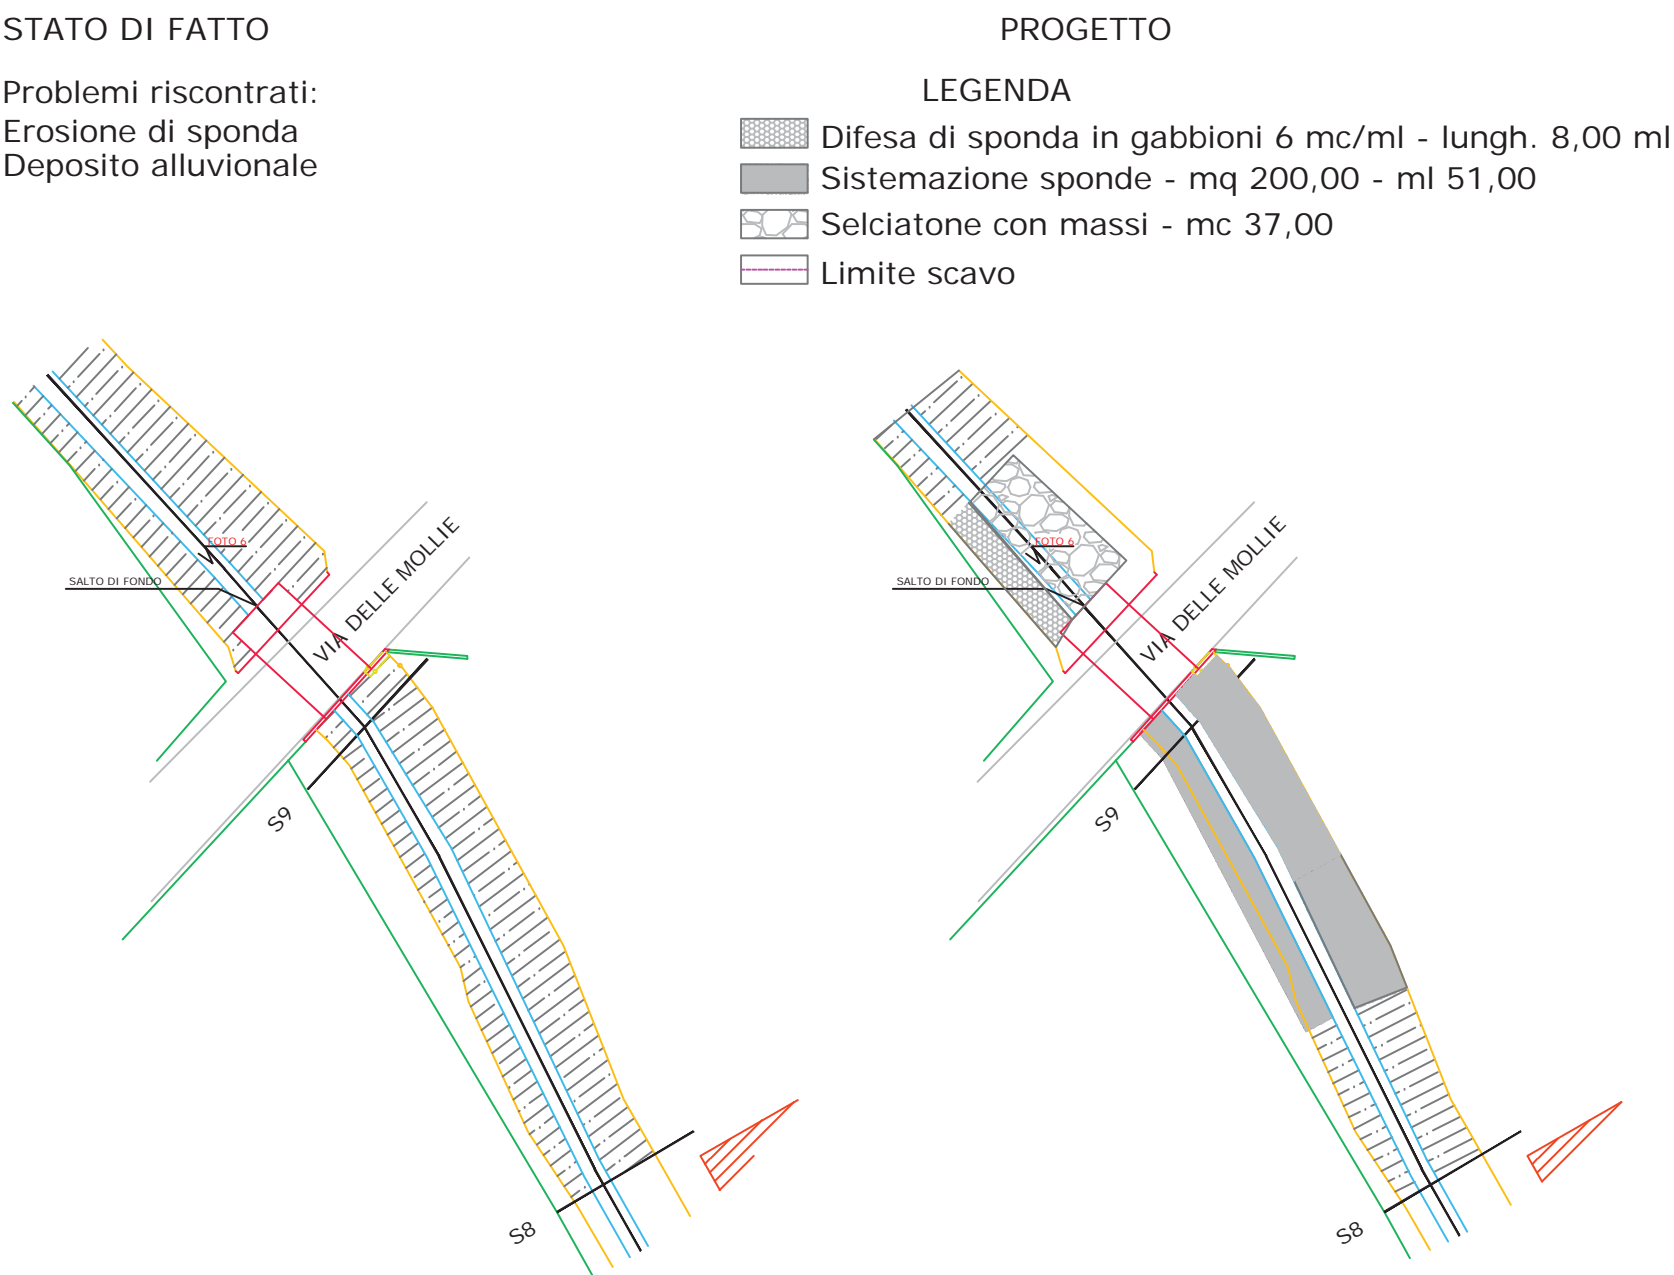 STATO DI FATTO
PROGETTO
Problemi riscontrati:
Erosione di sponda
Deposito alluvionale
LEGENDA
Difesa di sponda in gabbioni 6 mc/ml - lungh. 8,00 ml
Sistemazione sponde - mq 200,00 - ml 51,00
Selciatone con massi - mc 37,00
Limite scavo
FOTO 6
SALTO DI FONDO
VIA DELLE MOLLIE
S9
S8
FOTO 6
SALTO DI FONDO
VIA DELLE MOLLIE
S9
S8